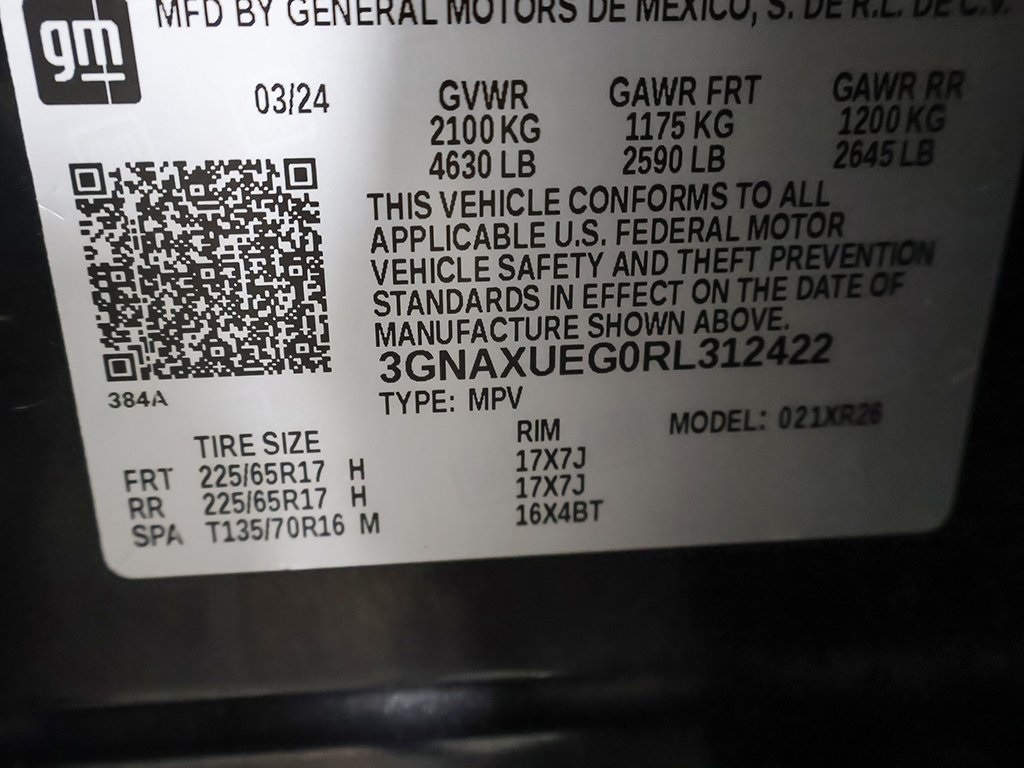 gm
MFD BY GENERAL MOTORS DE MEXICO, S. DE R.L. DE C.V.
03/24
GVWR GAWR FRT GAWR RR
2100 KG 1175 KG 1200 KG
4630 LB 2590 LB 2645 LB
THIS VEHICLE CONFORMS TO ALL
APPLICABLE U.S. FEDERAL MOTOR
VEHICLE SAFETY AND THEFT PREVENTION
STANDARDS IN EFFECT ON THE DATE OF
MANUFACTURE SHOWN ABOVE.
3GNAXUEG0RL312422
384A
TYPE: MPV MODEL: 021XR26
TIRE SIZE RIM
FRT 225/65R17 H 17X7J
RR 225/65R17 H 17X7J
SPA T135/70R16 M 16X4BT